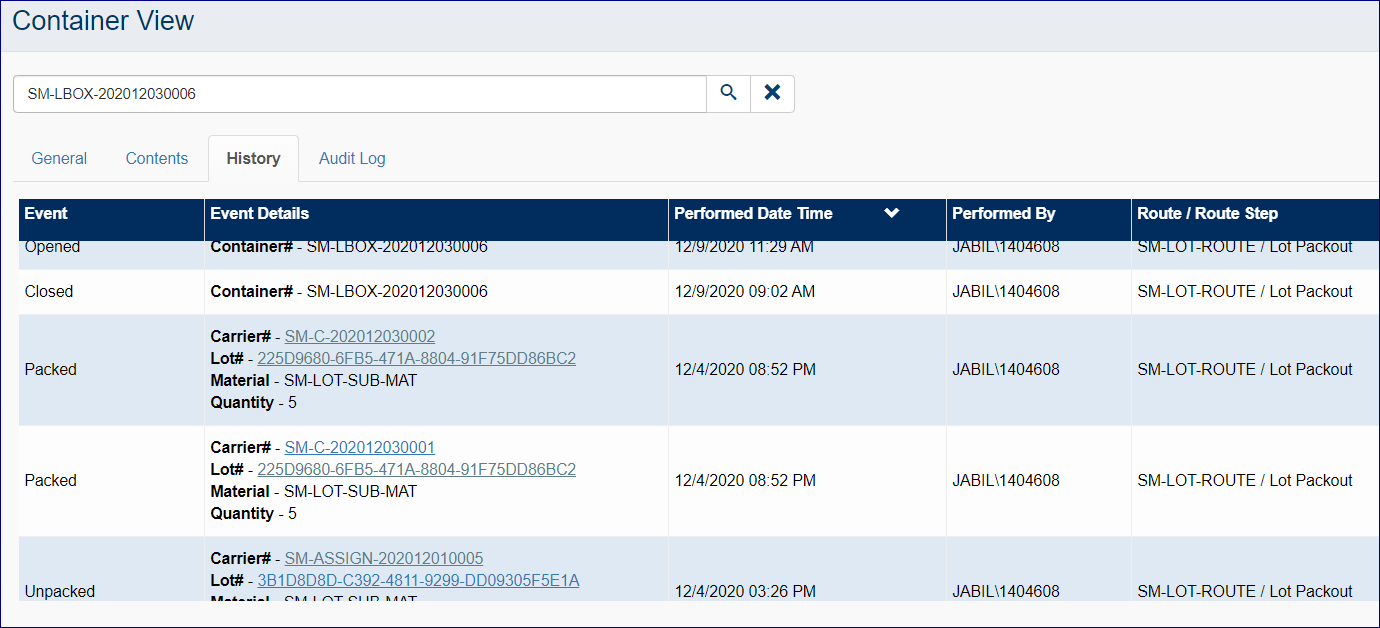 Container View
SM-LBOX-202012030006
General Contents History Audit Log
Event Event Details Performed Date Time Performed By Route / Route Step
Opened Container# - SM-LBOX-202012030006 12/9/2020 11:29 AM JABIL\1404608 SM-LOT-ROUTE / Lot Packout
Closed Container# - SM-LBOX-202012030006 12/9/2020 09:02 AM JABIL\1404608 SM-LOT-ROUTE / Lot Packout
Carrier# - SM-C-202012030002
Lot# - 225D9680-6FB5-471A-8804-91F75DD86BC2
Packed 12/4/2020 08:52 PM JABIL\1404608 SM-LOT-ROUTE / Lot Packout
Material - SM-LOT-SUB-MAT
Quantity - 5
Carrier# - SM-C-202012030001
Lot# - 225D9680-6FB5-471A-8804-91F75DD86BC2
Packed 12/4/2020 08:52 PM JABIL\1404608 SM-LOT-ROUTE / Lot Packout
Material - SM-LOT-SUB-MAT
Quantity - 5
Carrier# - SM-ASSIGN-202012010005
Lot# - 3B1D8D8D-C392-4811-9299-DD09305F5E1A
Unpacked 12/4/2020 03:26 PM JABIL\1404608 SM-LOT-ROUTE / Lot Packout
Material - SM-LOT-SUB-MAT